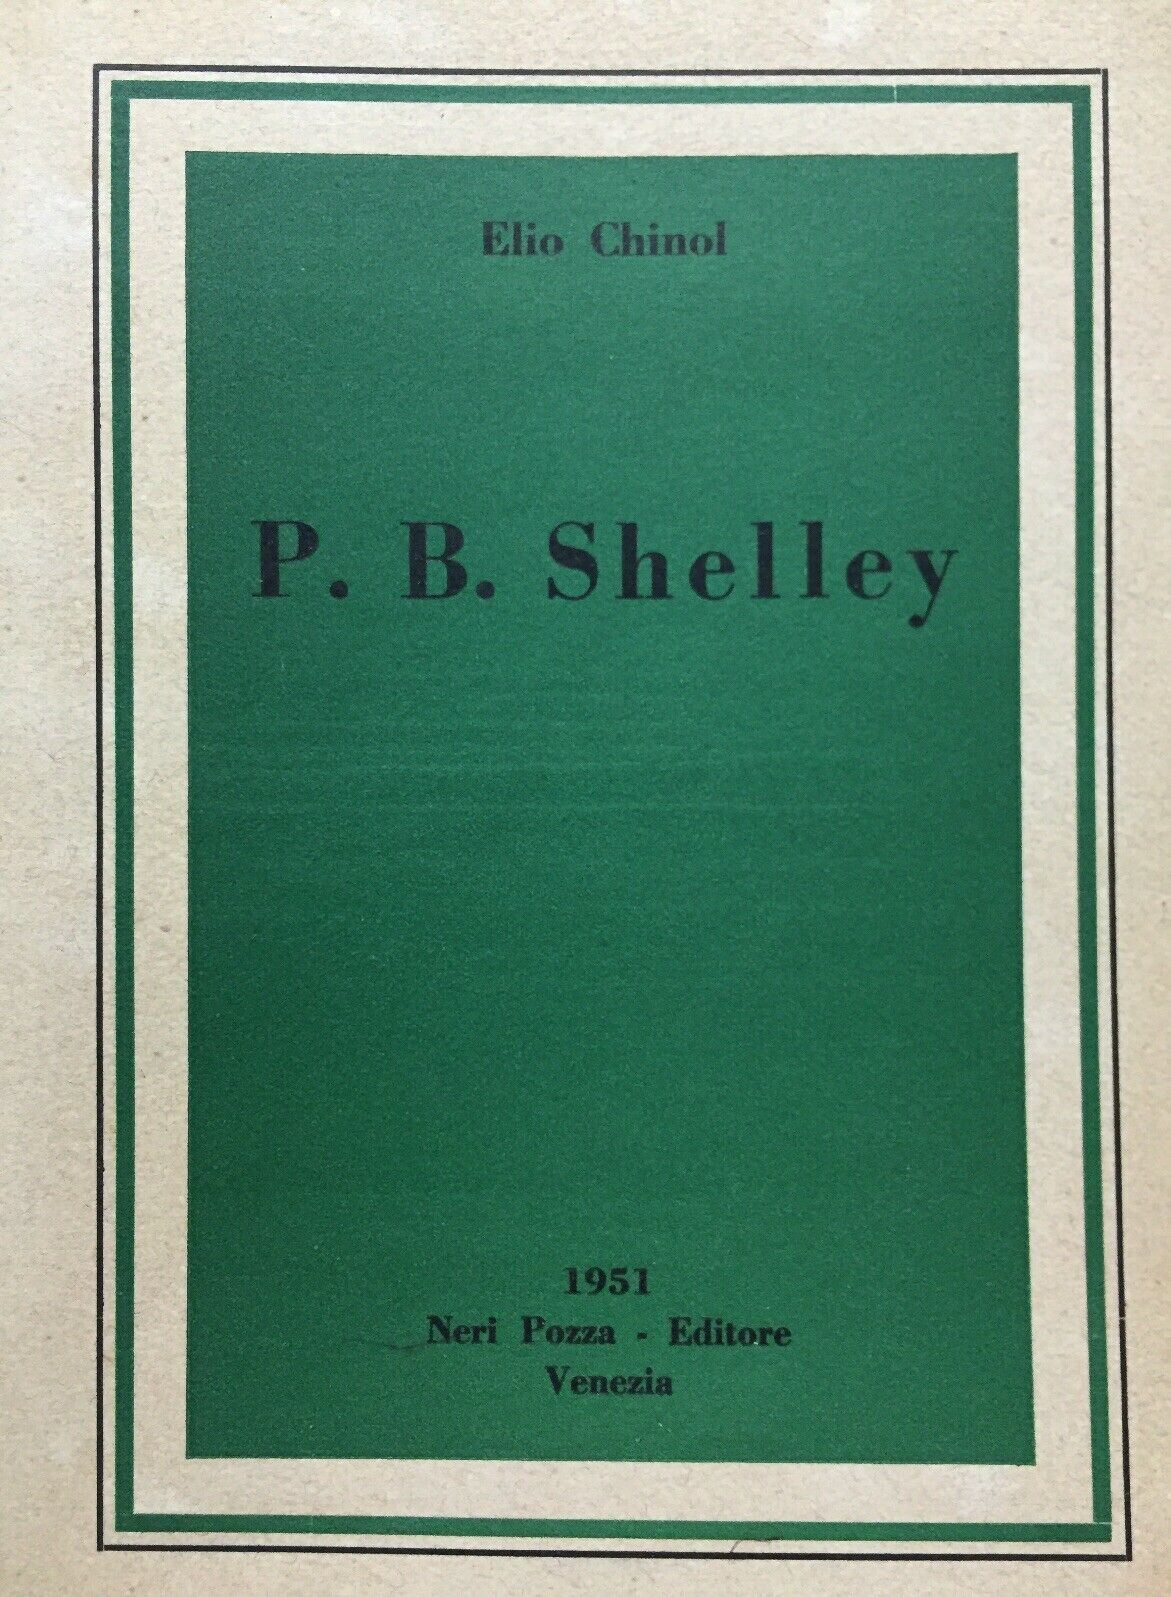 Elio Chinol
P. B. Shelley
1951
Neri Pozza - Editore
Venezia